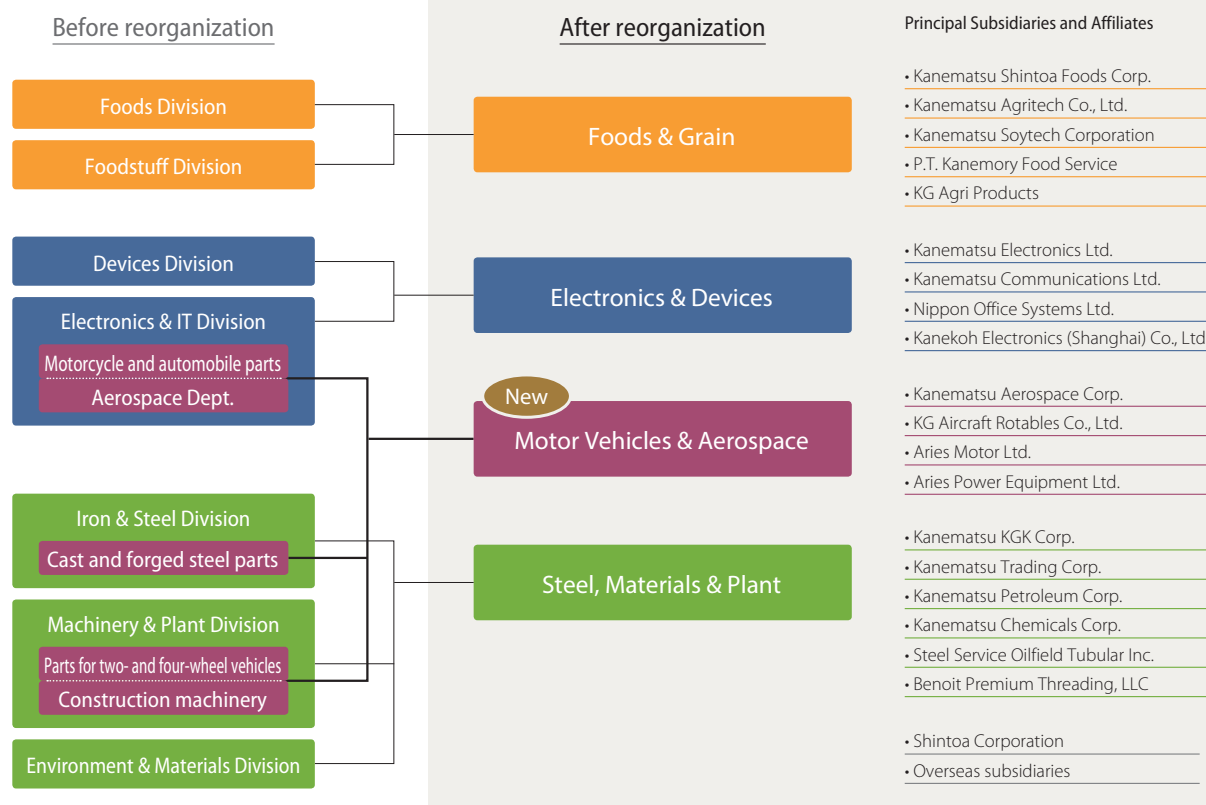 Before reorganization
Foods Division
Foodstuff Division
Devices Division
Electronics & IT Division
Motorcycle and automobile parts
Aerospace Dept.
Iron & Steel Division
Cast and forged steel parts
Machinery & Plant Division
Parts for two- and four-wheel vehicles
Construction machinery
Environment & Materials Division
After reorganization
Foods & Grain
Electronics & Devices
New
Motor Vehicles & Aerospace
Steel, Materials & Plant
Principal Subsidiaries and Affiliates
• Kanematsu Shintoa Foods Corp.
• Kanematsu Agritech Co., Ltd.
• Kanematsu Soytech Corporation
• P.T. Kanemory Food Service
• KG Agri Products
• Kanematsu Electronics Ltd.
• Kanematsu Communications Ltd.
• Nippon Office Systems Ltd.
• Kanekoh Electronics (Shanghai) Co., Ltd
• Kanematsu Aerospace Corp.
• KG Aircraft Rotables Co., Ltd.
• Aries Motor Ltd.
• Aries Power Equipment Ltd.
• Kanematsu KGK Corp.
• Kanematsu Trading Corp.
• Kanematsu Petroleum Corp.
• Kanematsu Chemicals Corp.
• Steel Service Oilfield Tubular Inc.
• Benoit Premium Threading, LLC
• Shintoa Corporation
• Overseas subsidiaries